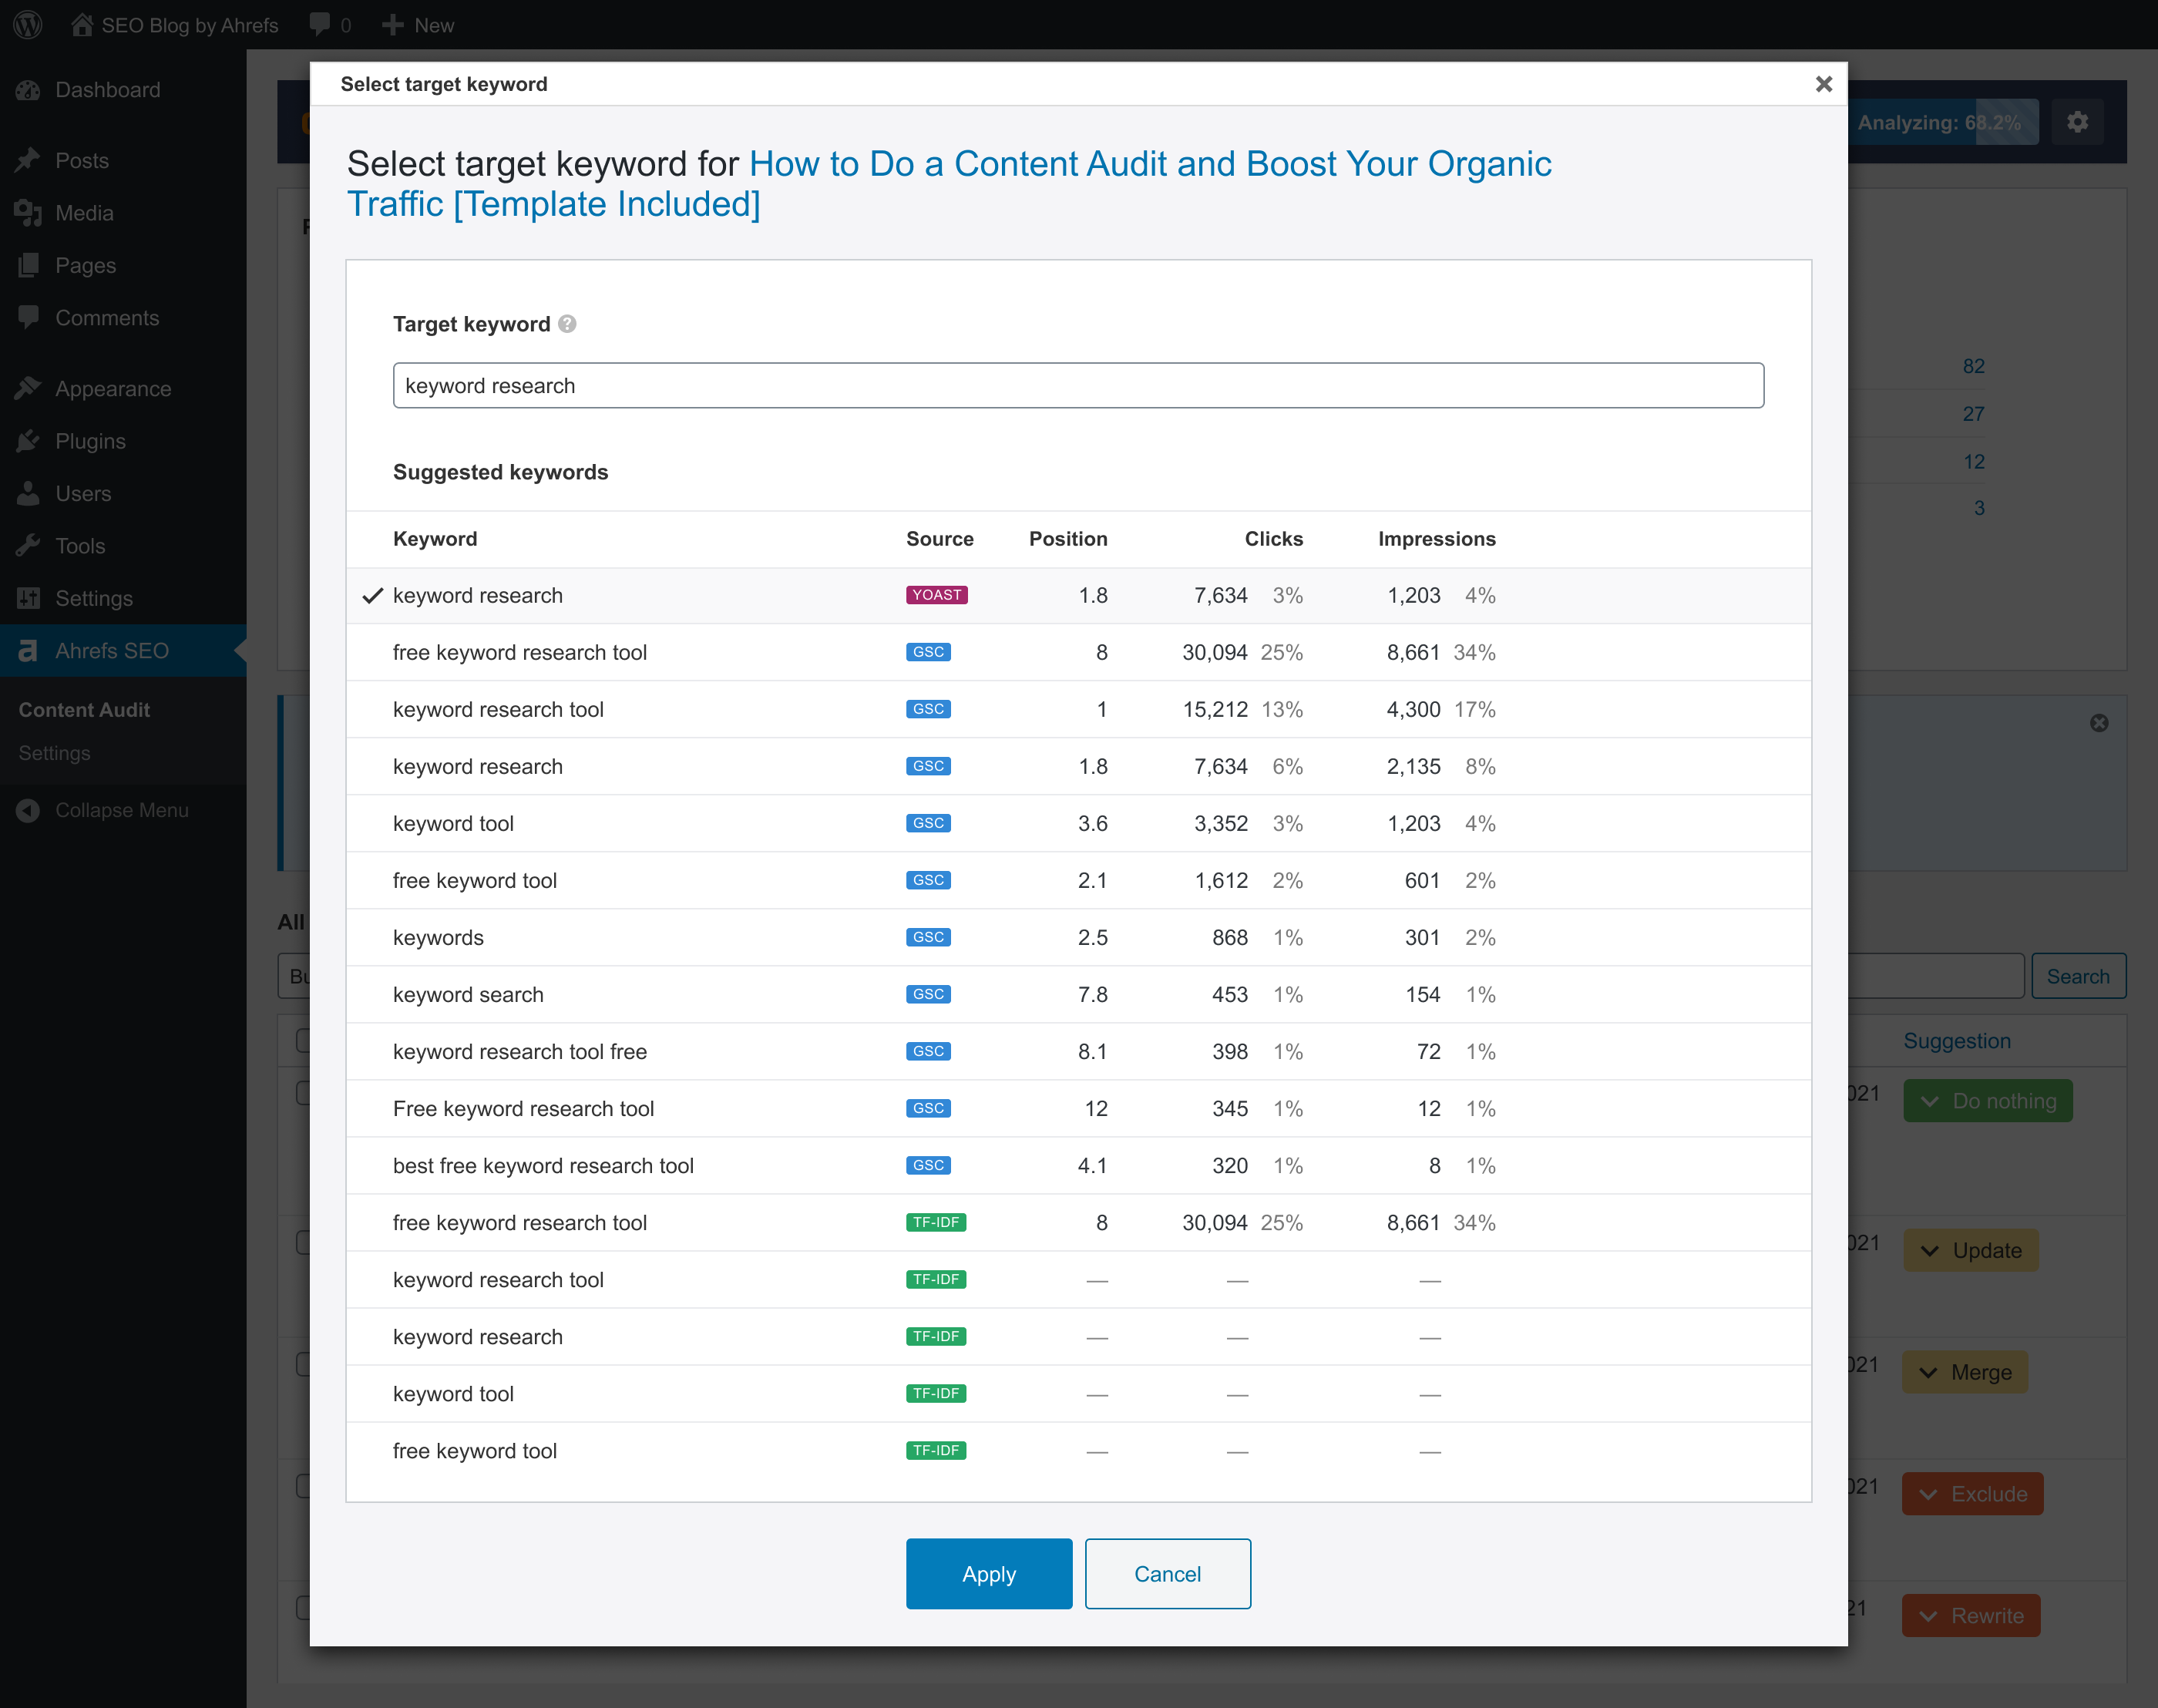 SEO Blog by Ahrefs 0 New
Dashboard
Posts
Media
Pages
Comments
Appearance
Plugins
Users
Tools
Settings
Ahrefs SEO
Content Audit
Settings
Collapse Menu
Select target keyword
Analyzing: 68.2%
Select target keyword for How to Do a Content Audit and Boost Your Organic
Traffic [Template Included]
Target keyword ?
keyword research
Suggested keywords
Keyword Source Position Clicks Impressions
keyword research YOAST 1.8 7,634 3% 1,203 4%
free keyword research tool GSC 8 30,094 25% 8,661 34%
keyword research tool GSC 1 15,212 13% 4,300 17%
keyword research GSC 1.8 7,634 6% 2,135 8%
keyword tool GSC 3.6 3,352 3% 1,203 4%
free keyword tool GSC 2.1 1,612 2% 601 2%
keywords GSC 2.5 868 1% 301 2%
keyword search GSC 7.8 453 1% 154 1%
keyword research tool free GSC 8.1 398 1% 72 1%
Free keyword research tool GSC 12 345 1% 12 1%
best free keyword research tool GSC 4.1 320 1% 8 1%
free keyword research tool TF-IDF 8 30,094 25% 8,661 34%
keyword research tool TF-IDF — — —
keyword research TF-IDF — — —
keyword tool TF-IDF — — —
free keyword tool TF-IDF — — —
Apply Cancel
82
27
12
3
All
Search
Suggestion
021 Do nothing
021 Update
021 Merge
021 Exclude
21 Rewrite